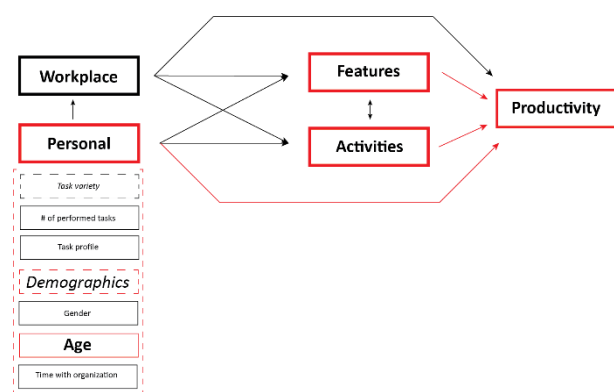 Workplace
Features
Productivity
Personal
Activities
Task variety
# of performed tasks
Task profile
Demographics
Gender
Age
Time with organization